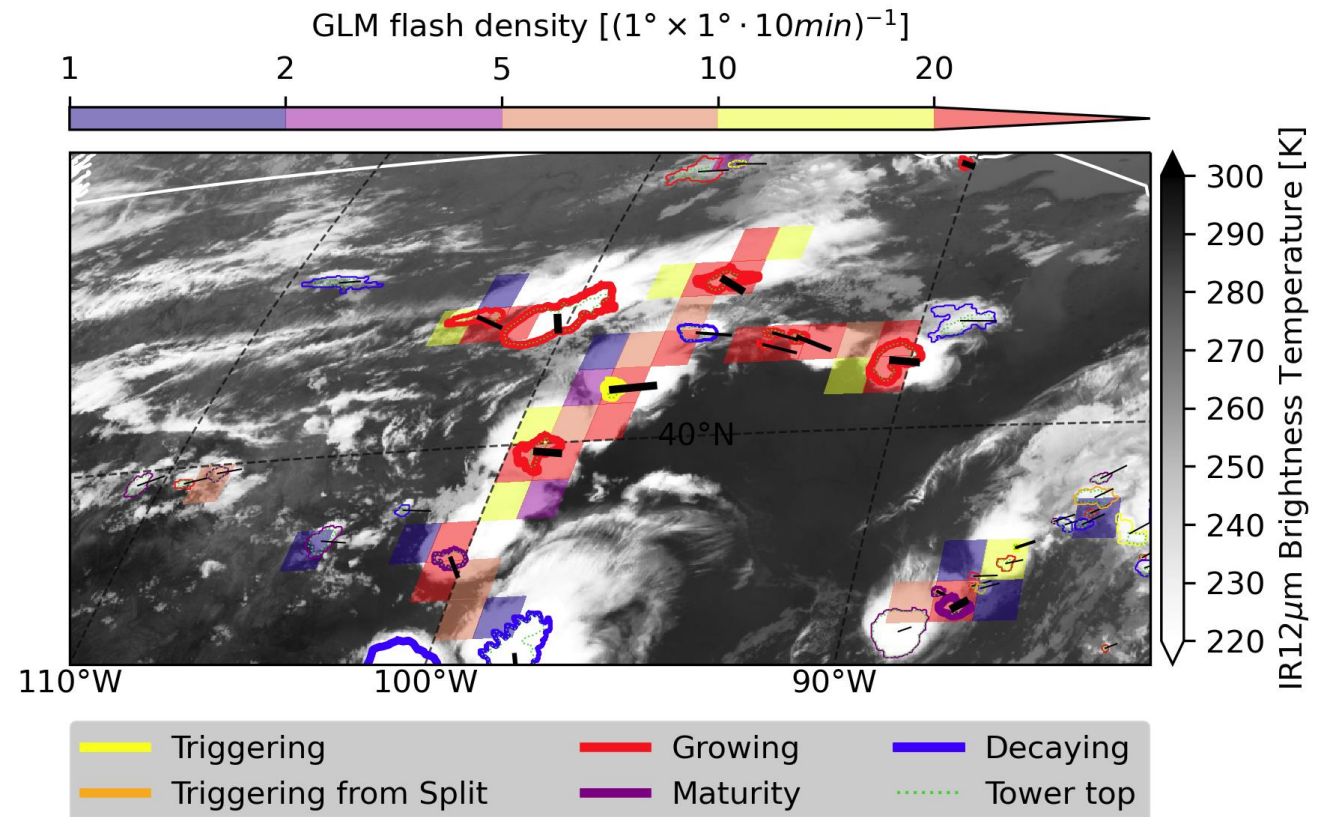 GLM flash density [(1° × 1° · 10min)⁻¹]
1 2 5 10 20
300
290
280
270
260
250
240
230
220
IR12μm Brightness Temperature [K]
40°N
110°W 100°W 90°W
Triggering Growing Decaying
Triggering from Split Maturity Tower top